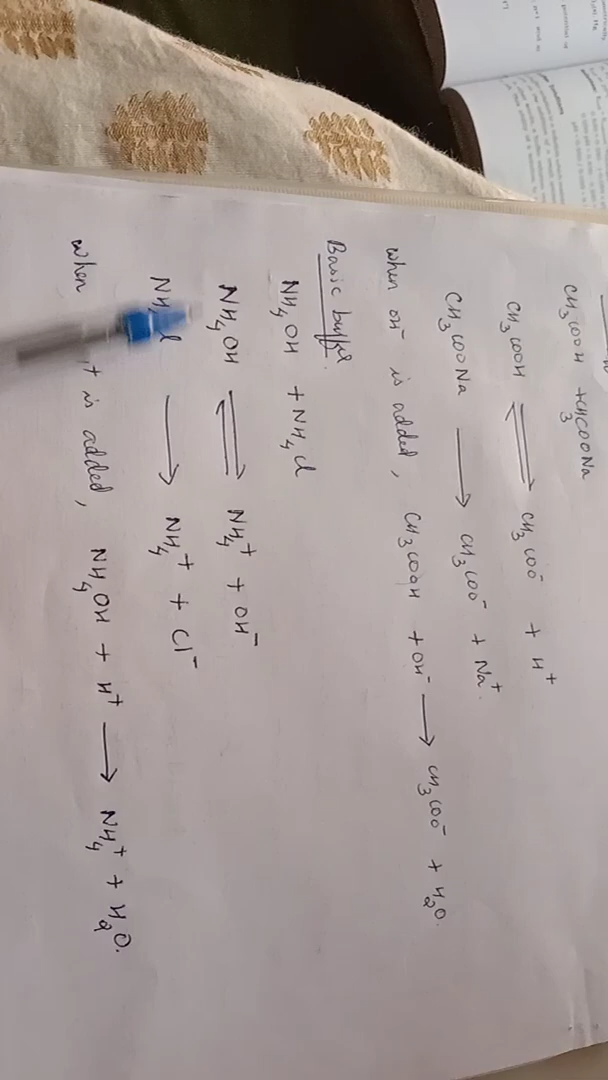 CH₃COOH + CH₃COONa
CH₃COOH ⇌ CH₃COO⁻ + H⁺
CH₃COONa ⟶ CH₃COO⁻ + Na⁺.
when OH⁻ is added, CH₃COOH + OH⁻ ⟶ CH₃COO⁻ + H₂O.
Basic buffer.
NH₄OH + NH₄Cl
NH₄OH ⇌ NH₄⁺ + OH⁻
⟶ NH₄⁺ + Cl⁻
when is added, NH₄OH + H⁺ ⟶ NH₄⁺ + H₂O.